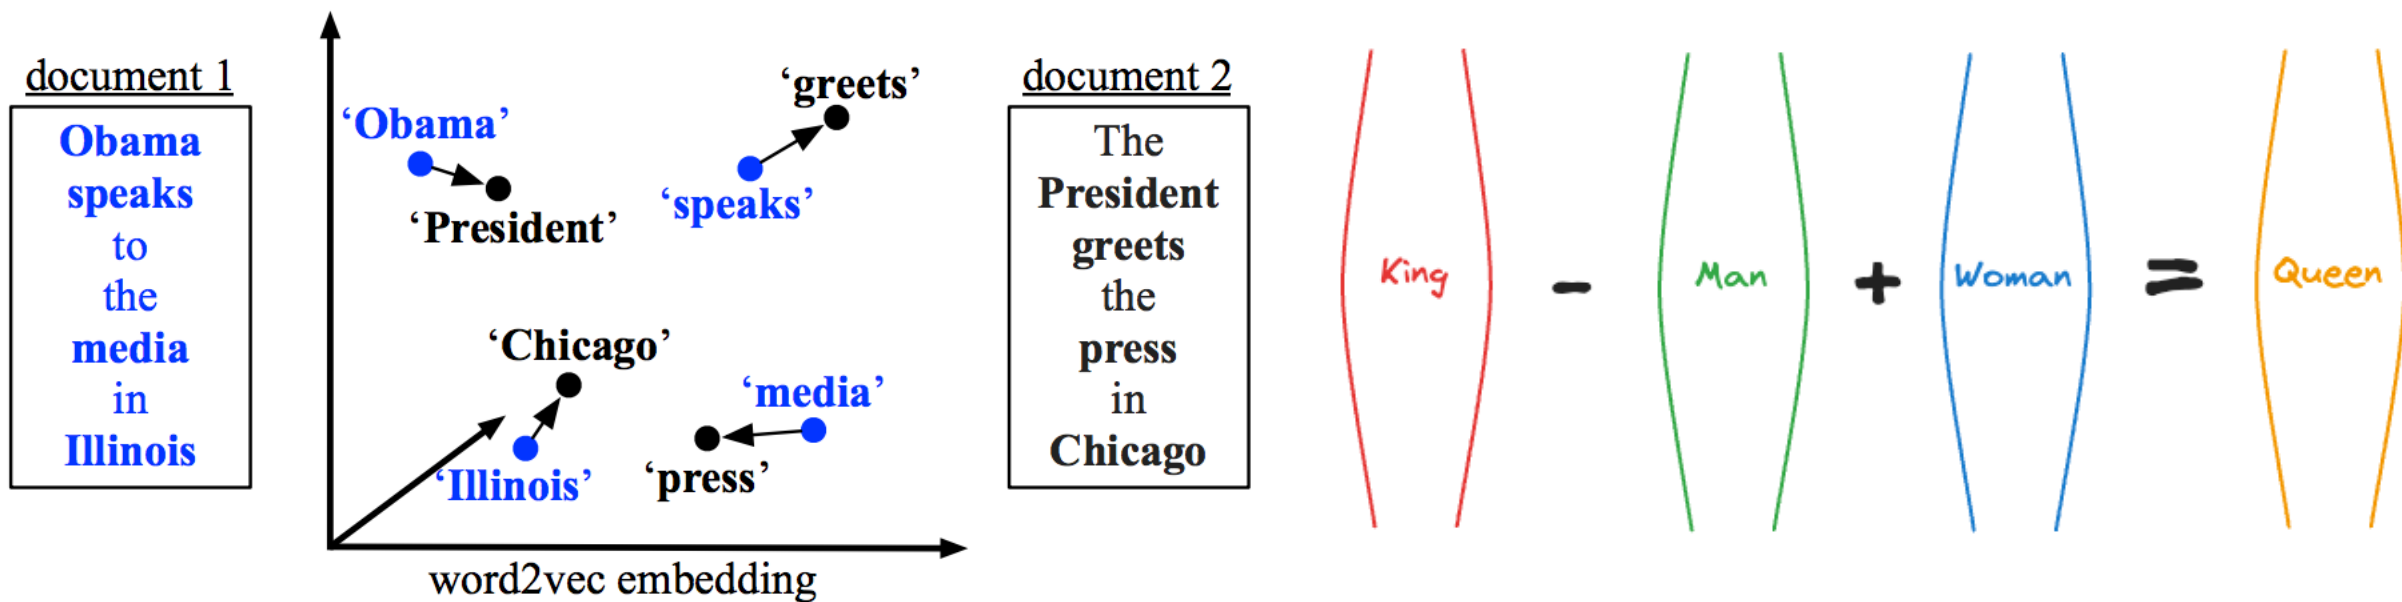 document 1
Obama
speaks
to
the
media
in
Illinois
‘Obama’
‘President’
‘greets’
‘speaks’
‘Chicago’
‘Illinois’
‘media’
‘press’
word2vec embedding
document 2
The
President
greets
the
press
in
Chicago
King - Man + Woman = Queen